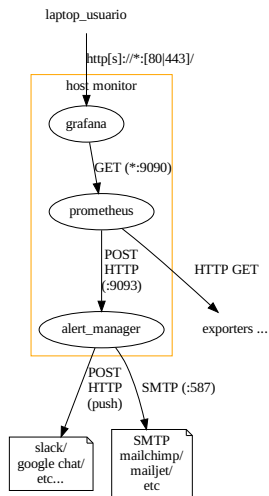 laptop_usuario
http[s]://*:[80|443]/
host monitor
grafana
GET (*:9090)
prometheus
POST
HTTP
(:9093)
HTTP GET
alert_manager
exporters ...
POST
HTTP
(push)
SMTP (:587)
slack/
google chat/
etc...
SMTP
mailchimp/
mailjet/
etc